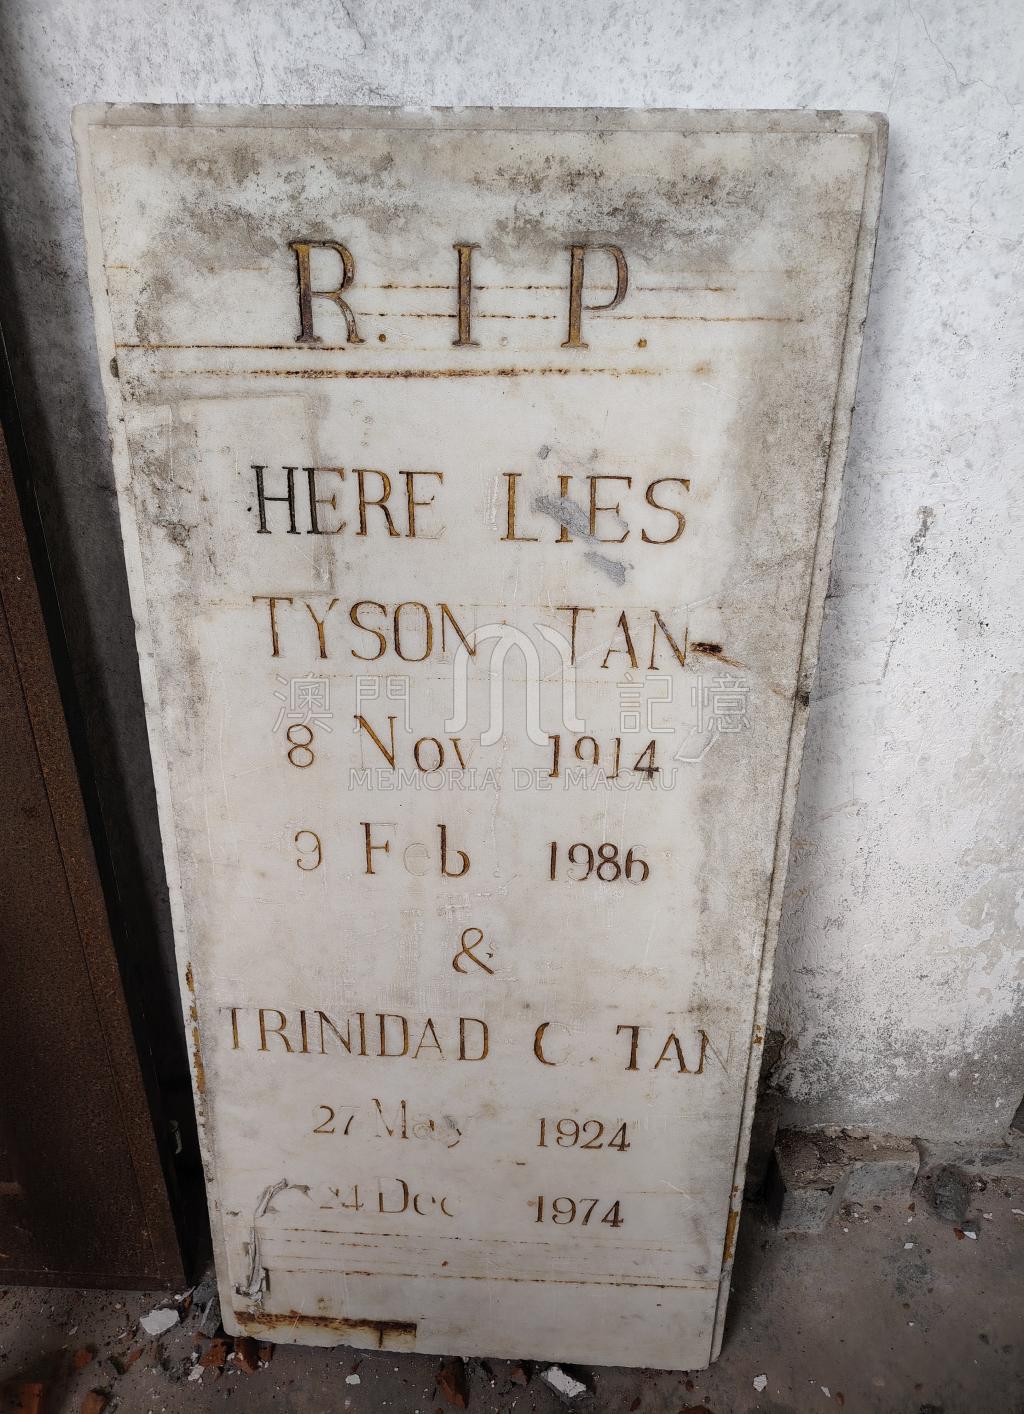 R.I.P.
HERE LIES
TYSON TAN
澳門 記憶
8 Nov 1914
MEMORIA DE MACAU
9 Feb 1986
&
TRINIDAD C. TAN
27 May 1924
24 Dec 1974